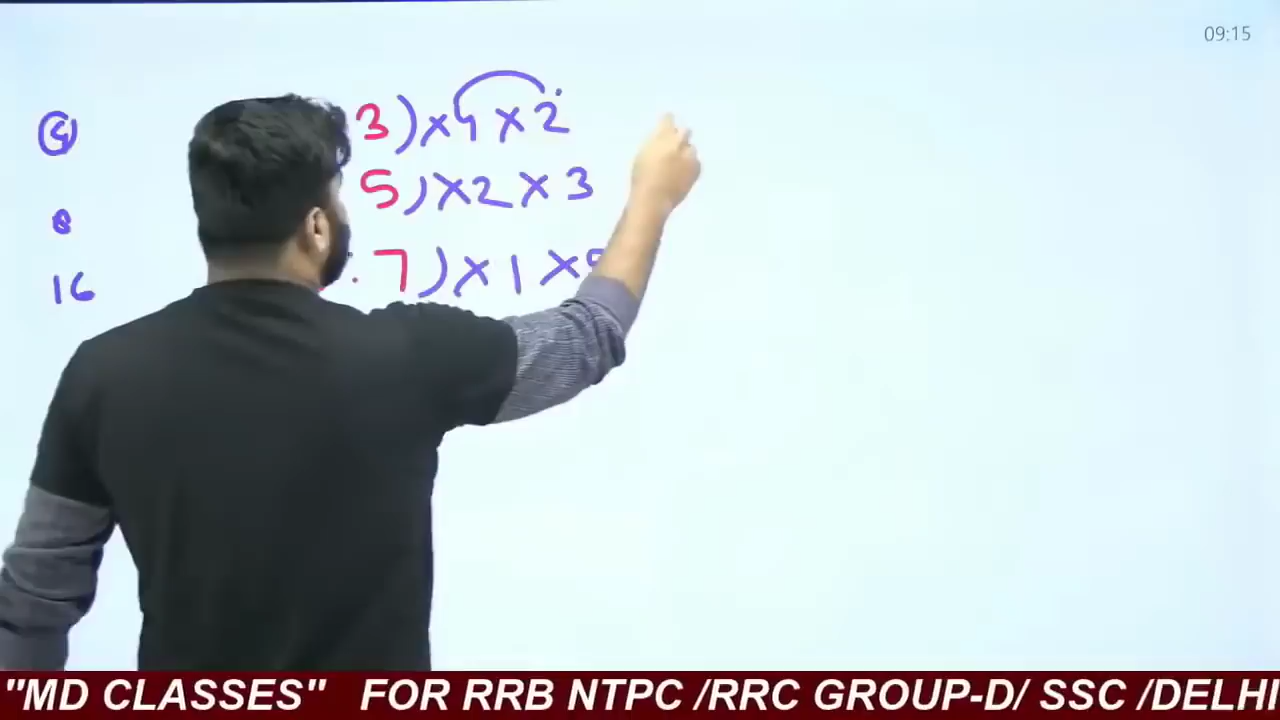 09:15
3 ) × 4 × 2
5 ) × 2 × 3
8
16
: 7 ) × 1 ×
"MD CLASSES" FOR RRB NTPC /RRC GROUP-D/ SSC /DELHI